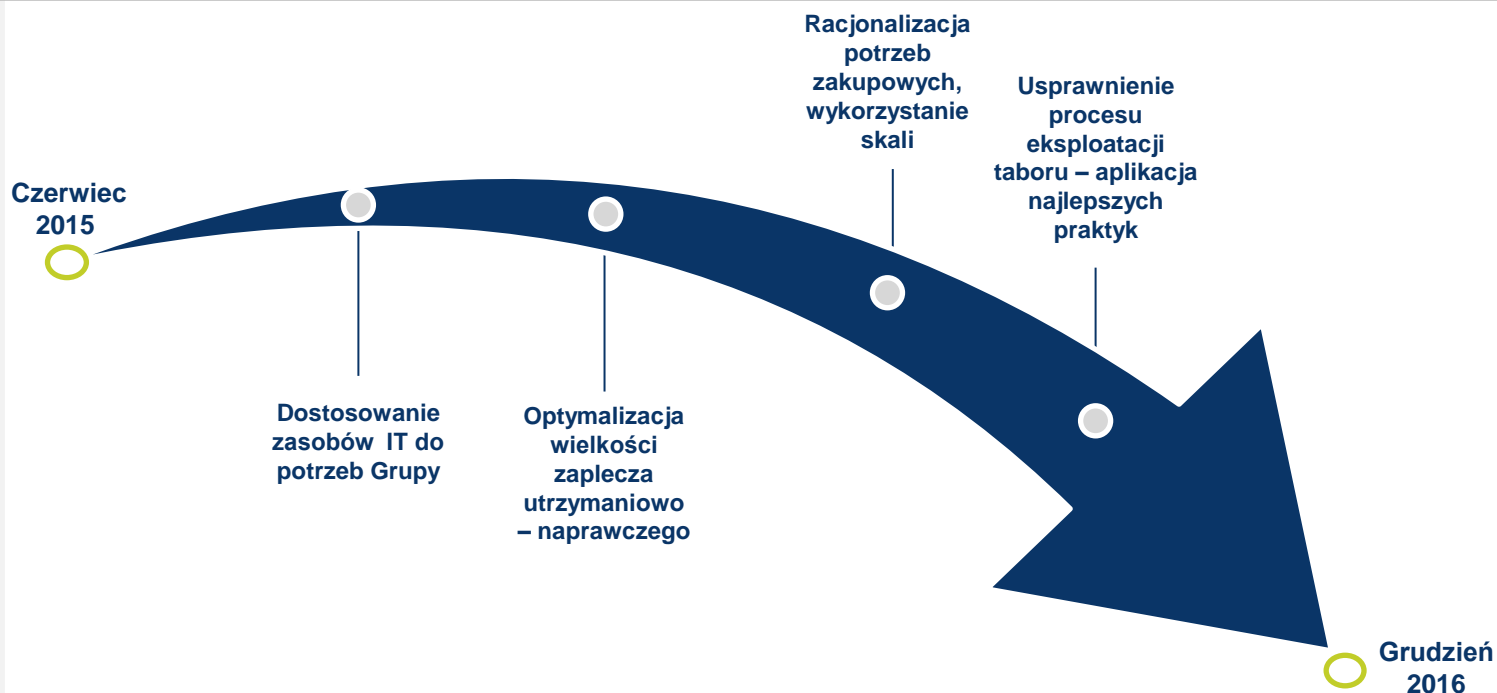 Czerwiec
2015
Dostosowanie
zasobów IT do
potrzeb Grupy
Optymalizacja
wielkości
zaplecza
utrzymaniowo
– naprawczego
Racjonalizacja
potrzeb
zakupowych,
wykorzystanie
skali
Usprawnienie
procesu
eksploatacji
taboru – aplikacja
najlepszych
praktyk
Grudzień
2016